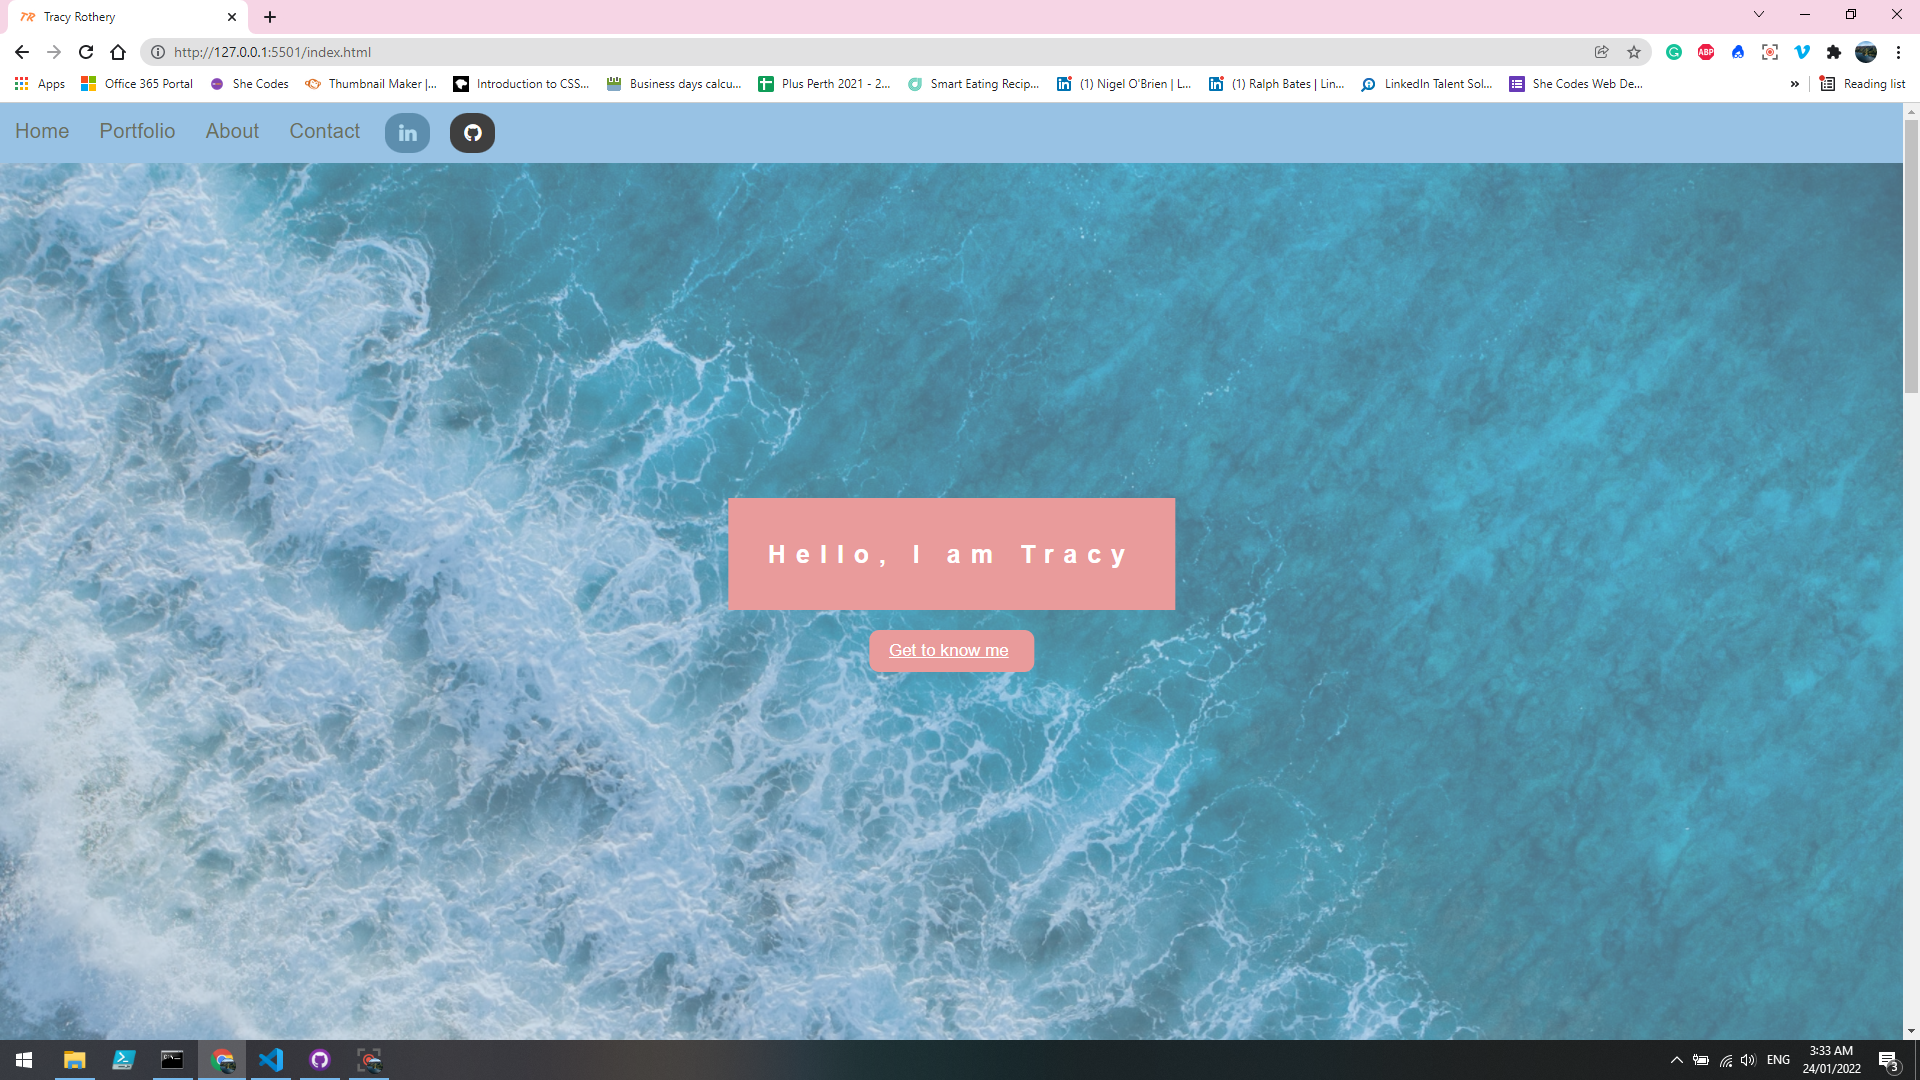 TR Tracy Rothery
http://127.0.0.1:5501/index.html
ABP
Apps Office 365 Portal She Codes Thumbnail Maker |... Introduction to CSS... Business days calcu... Plus Perth 2021 - 2... Smart Eating Recip... (1) Nigel O'Brien | L... (1) Ralph Bates | Lin... LinkedIn Talent Sol... She Codes Web De... » Reading list
Home Portfolio About Contact in
Hello, I am Tracy
Get to know me
ENG
3:33 AM
24/01/2022
3